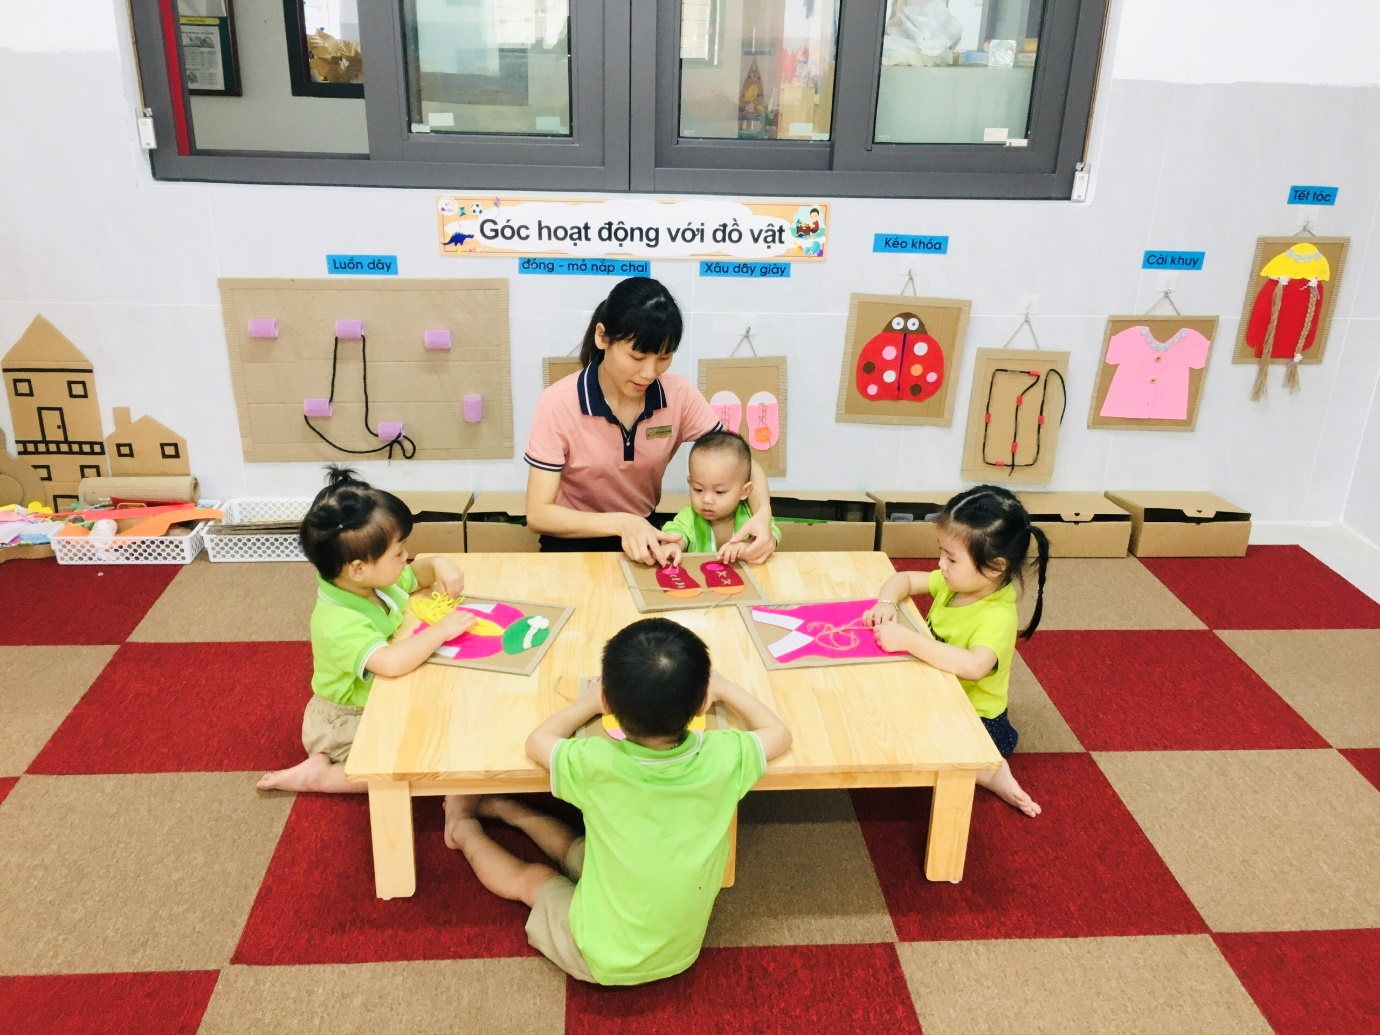 Góc hoạt động với đồ vật
Luồn dây
đóng - mở nắp chai
Xâu dây giày
Kéo khóa
Cài khuy
Tết tóc